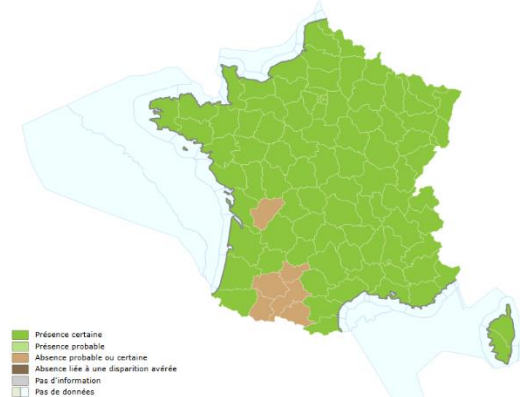 Présence certaine
Présence probable
Absence probable ou certaine
Absence liée à une disparition avérée
Pas d'information
Pas de données